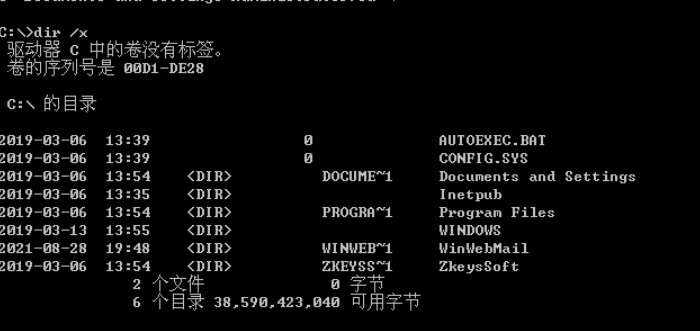 C:\>dir /x
驱动器 C 中的卷没有标签。
卷的序列号是 00D1-DE28
C:\ 的目录
2019-03-06 13:39 0 AUTOEXEC.BAT
2019-03-06 13:39 0 CONFIG.SYS
2019-03-06 13:54 <DIR> DOCUME~1 Documents and Settings
2019-03-06 13:35 <DIR> Inetpub
2019-03-06 13:54 <DIR> PROGRA~1 Program Files
2019-03-13 13:55 <DIR> WINDOWS
2021-08-28 19:48 <DIR> WINWEB~1 WinWebMail
2019-03-06 13:54 <DIR> ZKEYSS~1 ZkeysSoft
2 个文件 0 字节
6 个目录 38,590,423,040 可用字节